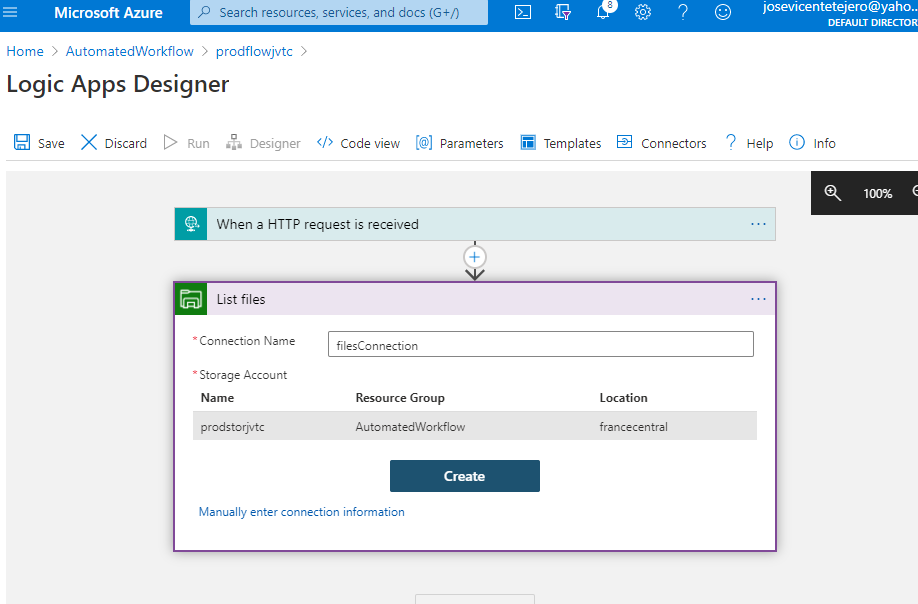 Microsoft Azure
Search resources, services, and docs (G+/)
8
josevicentetejero@yaho...
DEFAULT DIRECTOR
Home > AutomatedWorkflow > prodflowjvtc >
Logic Apps Designer
Save Discard Run Designer Code view Parameters Templates Connectors ? Help Info
100%
When a HTTP request is received ...
List files ...
* Connection Name filesConnection
* Storage Account
Name Resource Group Location
prodstorjvtc AutomatedWorkflow francecentral
Create
Manually enter connection information